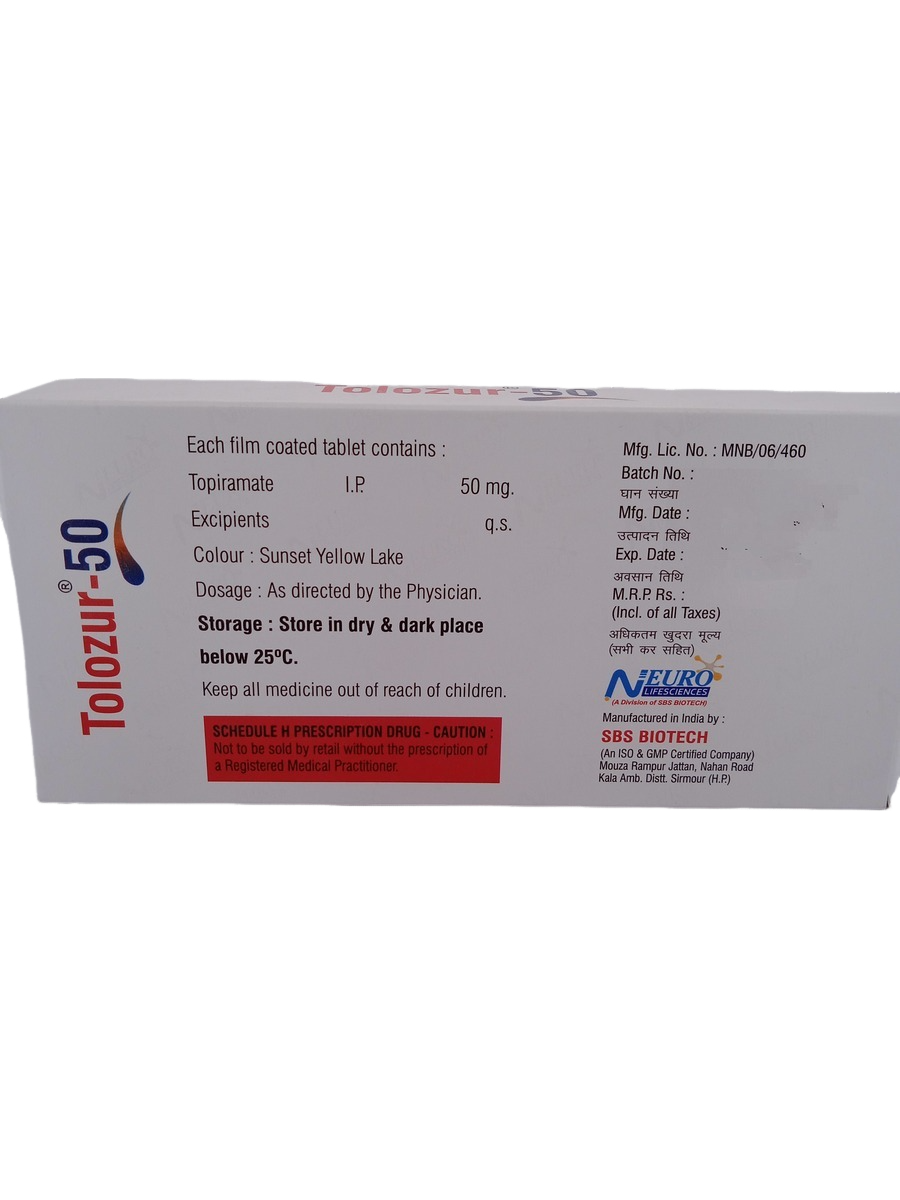 Tolozur-50
Tolozur®-50
Each film coated tablet contains :
Topiramate I.P. 50 mg.
Excipients q.s.
Colour : Sunset Yellow Lake
Dosage : As directed by the Physician.
Storage : Store in dry & dark place
below 25ºC.
Keep all medicine out of reach of children.
SCHEDULE H PRESCRIPTION DRUG - CAUTION :
Not to be sold by retail without the prescription of
a Registered Medical Practitioner.
Mfg. Lic. No. : MNB/06/460
Batch No. :
घान संख्या
Mfg. Date :
उत्पादन तिथि
Exp. Date :
अवसान तिथि
M.R.P. Rs. :
(Incl. of all Taxes)
अधिकतम खुदरा मूल्य
(सभी कर सहित)
NEURO
LIFESCIENCES
(A Division of SBS BIOTECH)
Manufactured in India by :
SBS BIOTECH
(An ISO & GMP Certified Company)
Mouza Rampur Jattan, Nahan Road
Kala Amb. Distt. Sirmour (H.P.)